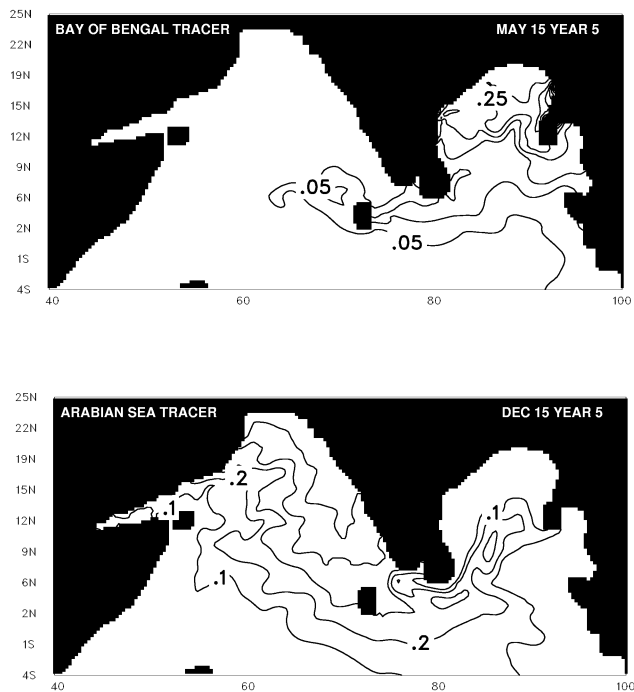 25N
BAY OF BENGAL TRACER MAY 15 YEAR 5
22N
19N
.25
15N
12N
9N
.05
6N
2N
.05
1S
4S
40 60 80 100
25N
ARABIAN SEA TRACER DEC 15 YEAR 5
22N
19N
.2
15N
.1 .1
12N
9N
.1
6N
2N
.2
1S
4S
40 60 80 100